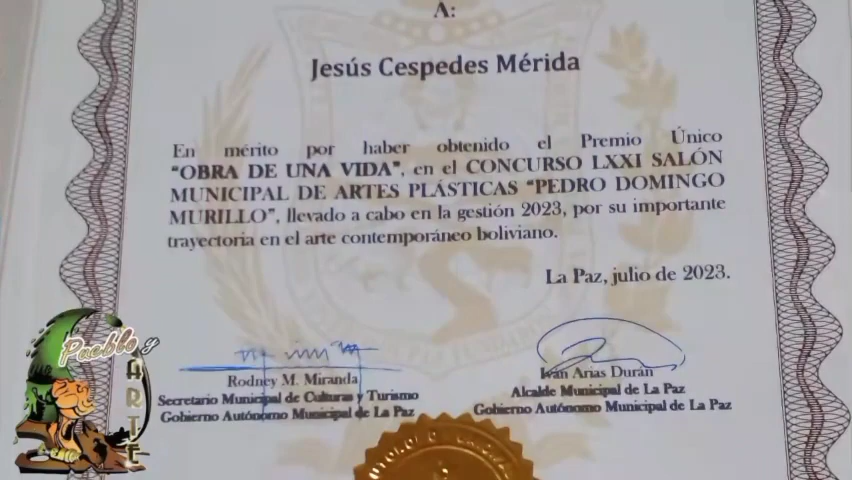 A:
Jesús Cespedes Mérida
En mérito por haber obtenido el Premio Único
“OBRA DE UNA VIDA”, en el CONCURSO LXXI SALÓN
MUNICIPAL DE ARTES PLÁSTICAS “PEDRO DOMINGO
MURILLO”, llevado a cabo en la gestión 2023, por su importante
trayectoria en el arte contemporáneo boliviano.
La Paz, julio de 2023.
Rodney M. Miranda
Secretario Municipal de Culturas y Turismo
Gobierno Autónomo Municipal de La Paz
Iván Arias Durán
Alcalde Municipal de La Paz
Gobierno Autónomo Municipal de La Paz
Pueblo y
ARTE